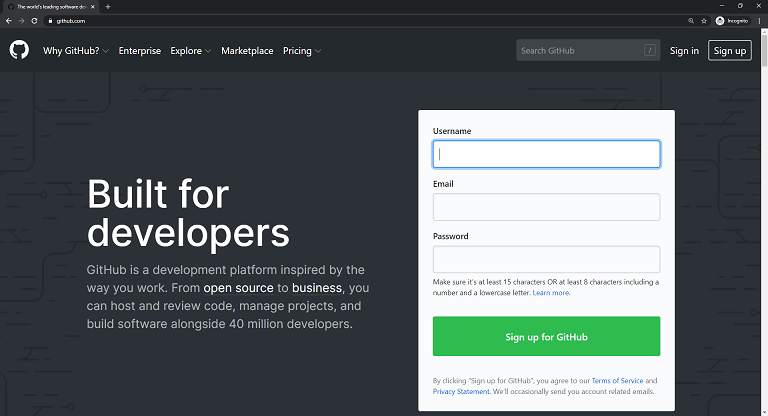 The world's leading software dev
github.com
Incognito
Why GitHub?
Enterprise
Explore
Marketplace
Pricing
Search GitHub
/
Sign in
Sign up
Built for
developers
GitHub is a development platform inspired by the
way you work. From open source to business, you
can host and review code, manage projects, and
build software alongside 40 million developers.
Username
Email
Password
Make sure it's at least 15 characters OR at least 8 characters including a
number and a lowercase letter. Learn more.
Sign up for GitHub
By clicking "Sign up for GitHub", you agree to our Terms of Service and
Privacy Statement. We'll occasionally send you account related emails.